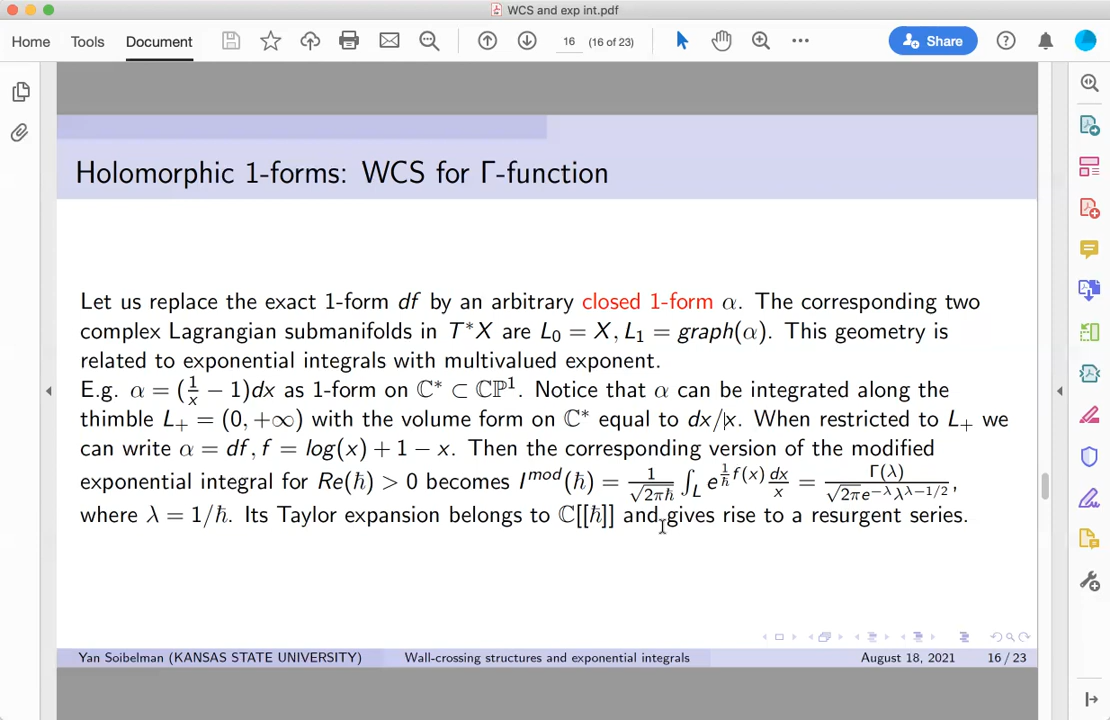 WCS and exp int.pdf
Home Tools Document 16 (16 of 23) Share
Holomorphic 1-forms: WCS for Γ-function
Let us replace the exact 1-form df by an arbitrary closed 1-form α. The corresponding two
complex Lagrangian submanifolds in T*X are L₀ = X, L₁ = graph(α). This geometry is
related to exponential integrals with multivalued exponent.
E.g. α = (1/x − 1)dx as 1-form on ℂ* ⊂ ℂℙ¹. Notice that α can be integrated along the
thimble L₊ = (0, +∞) with the volume form on ℂ* equal to dx/x. When restricted to L₊ we
can write α = df, f = log(x) + 1 − x. Then the corresponding version of the modified
exponential integral for Re(ℏ) > 0 becomes I^{mod}(ℏ) = 1/√(2πℏ) ∫_L e^{(1/ℏ)f(x)} dx/x = Γ(λ)/(√(2π)e^{−λ}λ^{λ−1/2}),
where λ = 1/ℏ. Its Taylor expansion belongs to ℂ[[ℏ]] and gives rise to a resurgent series.
Yan Soibelman (KANSAS STATE UNIVERSITY) Wall-crossing structures and exponential integrals August 18, 2021 16 / 23